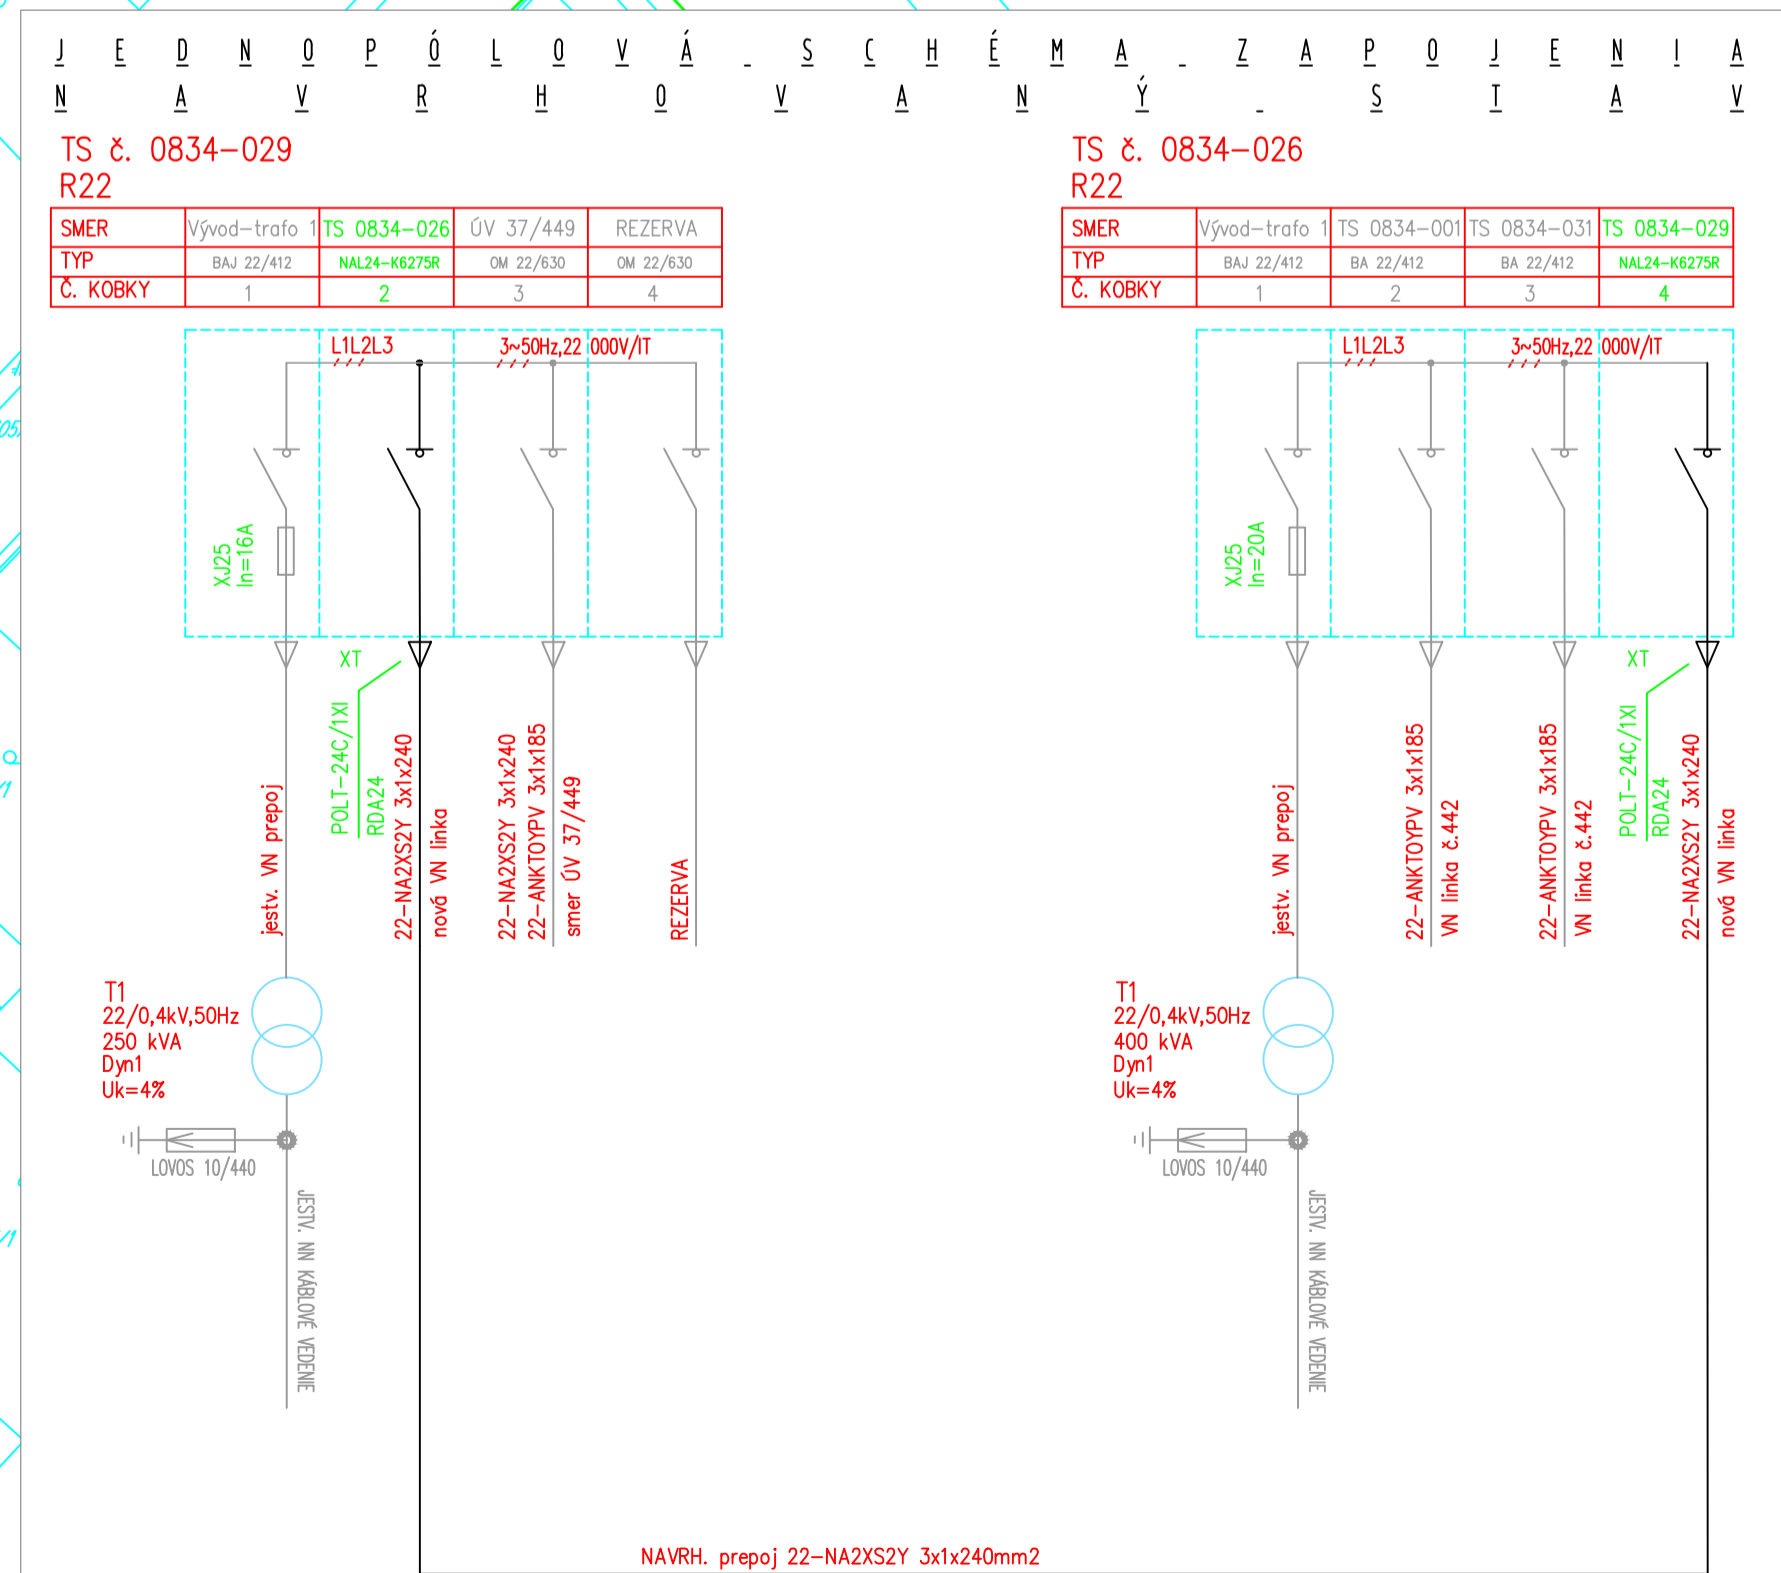 JEDNOPÓLOVÁ SCHÉMA ZAPOJENIA
NAVRHOVANÝ STAV
TS č. 0834-029
R22
SMER Vývod-trafo 1 TS 0834-026 ÚV 37/449 REZERVA
TYP BAJ 22/412 NAL24-K6275R OM 22/630 OM 22/630
Č. KOBKY 1 2 3 4
L1L2L3
3~50Hz,22 000V/IT
XJ25
In=16A
XT
POLT-24C/1XI
RDA24
jestv. VN prepoj
22-NA2XS2Y 3x1x240
nová VN linka
22-NA2XS2Y 3x1x240
22-ANKTOYPV 3x1x185
smer ÚV 37/449
REZERVA
T1
22/0,4kV,50Hz
250 kVA
Dyn1
Uk=4%
LOVOS 10/440
JESTV. NN KÁBLOVÉ VEDENIE
TS č. 0834-026
R22
SMER Vývod-trafo 1 TS 0834-001 TS 0834-031 TS 0834-029
TYP BAJ 22/412 BA 22/412 BA 22/412 NAL24-K6275R
Č. KOBKY 1 2 3 4
L1L2L3
3~50Hz,22 000V/IT
XJ25
In=20A
XT
POLT-24C/1XI
RDA24
jestv. VN prepoj
22-ANKTOYPV 3x1x185
VN linka č.442
22-ANKTOYPV 3x1x185
VN linka č.442
22-NA2XS2Y 3x1x240
nová VN linka
T1
22/0,4kV,50Hz
400 kVA
Dyn1
Uk=4%
LOVOS 10/440
JESTV. NN KÁBLOVÉ VEDENIE
NAVRH. prepoj 22-NA2XS2Y 3x1x240mm2